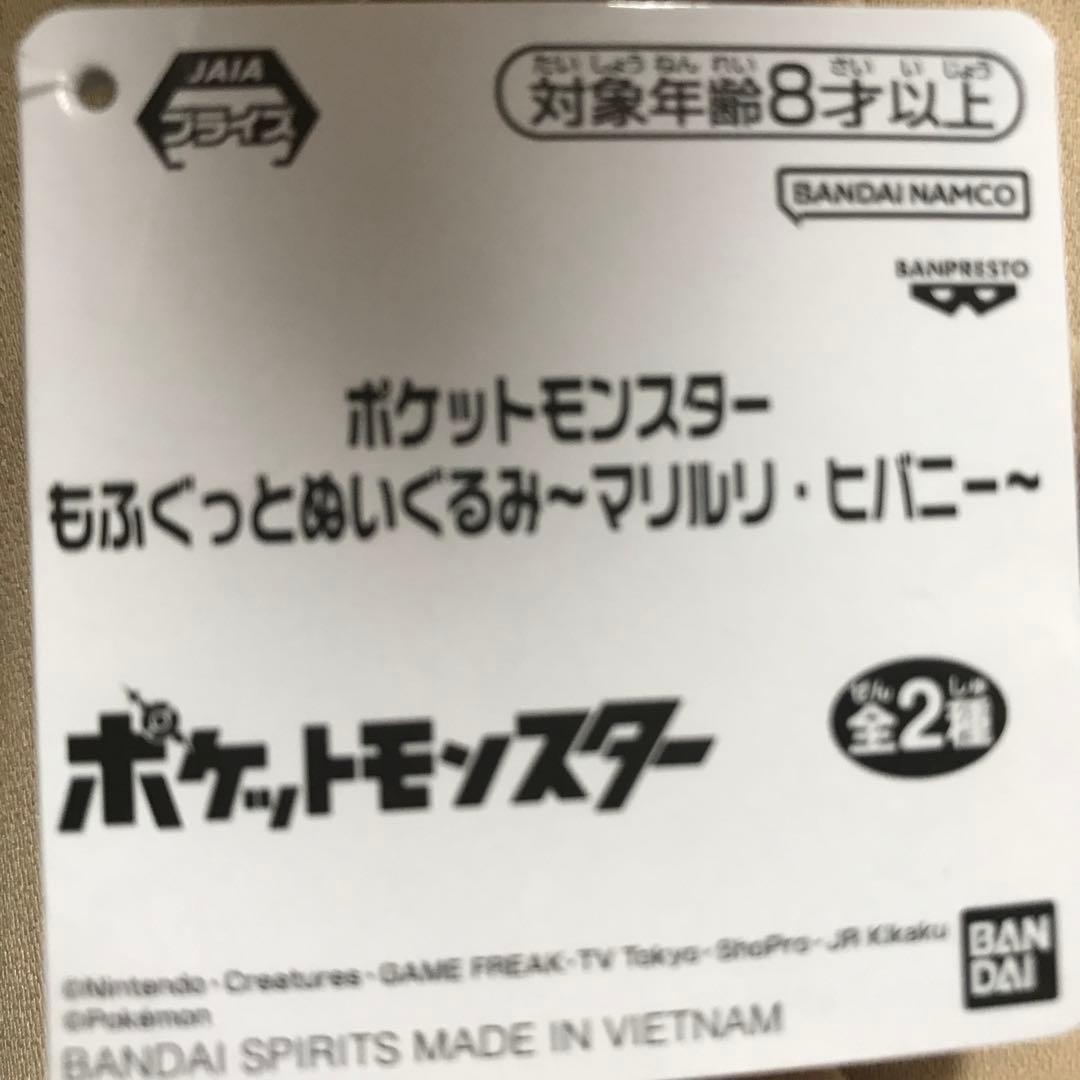 JAIA
プライズ
たいしょうねんれい さいいじょう
対象年齢8才以上
BANDAI NAMCO
BANPRESTO
ポケットモンスター
もふぐっとぬいぐるみ~マリルリ・ヒバニー~
ポケットモンスター
ぜん しゅ
全2種
©Nintendo・Creatures・GAME FREAK・TV Tokyo・ShoPro・JR Kikaku
©Pokémon
BANDAI SPIRITS MADE IN VIETNAM
BAN
DAI